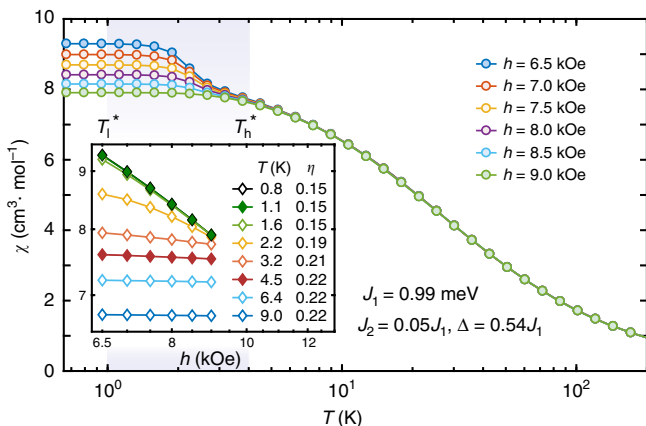 χ (cm³· mol⁻¹)
10
8
6
4
2
0
h = 6.5 kOe
h = 7.0 kOe
h = 7.5 kOe
h = 8.0 kOe
h = 8.5 kOe
h = 9.0 kOe
Tₗ* Tₕ*
T (K) η
0.8 0.15
1.1 0.15
1.6 0.15
2.2 0.19
3.2 0.21
4.5 0.22
6.4 0.22
9.0 0.22
9
8
7
6.5 8 10 12
h (kOe)
J₁ = 0.99 meV
J₂ = 0.05J₁, Δ = 0.54J₁
10⁰ 10¹ 10²
T (K)